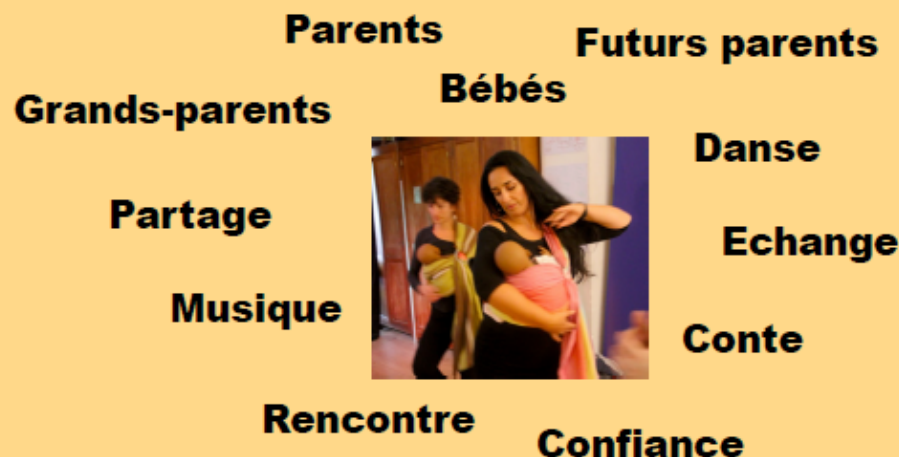 Parents
Futurs parents
Bébés
Grands-parents
Danse
Partage
Echange
Musique
Conte
Rencontre
Confiance